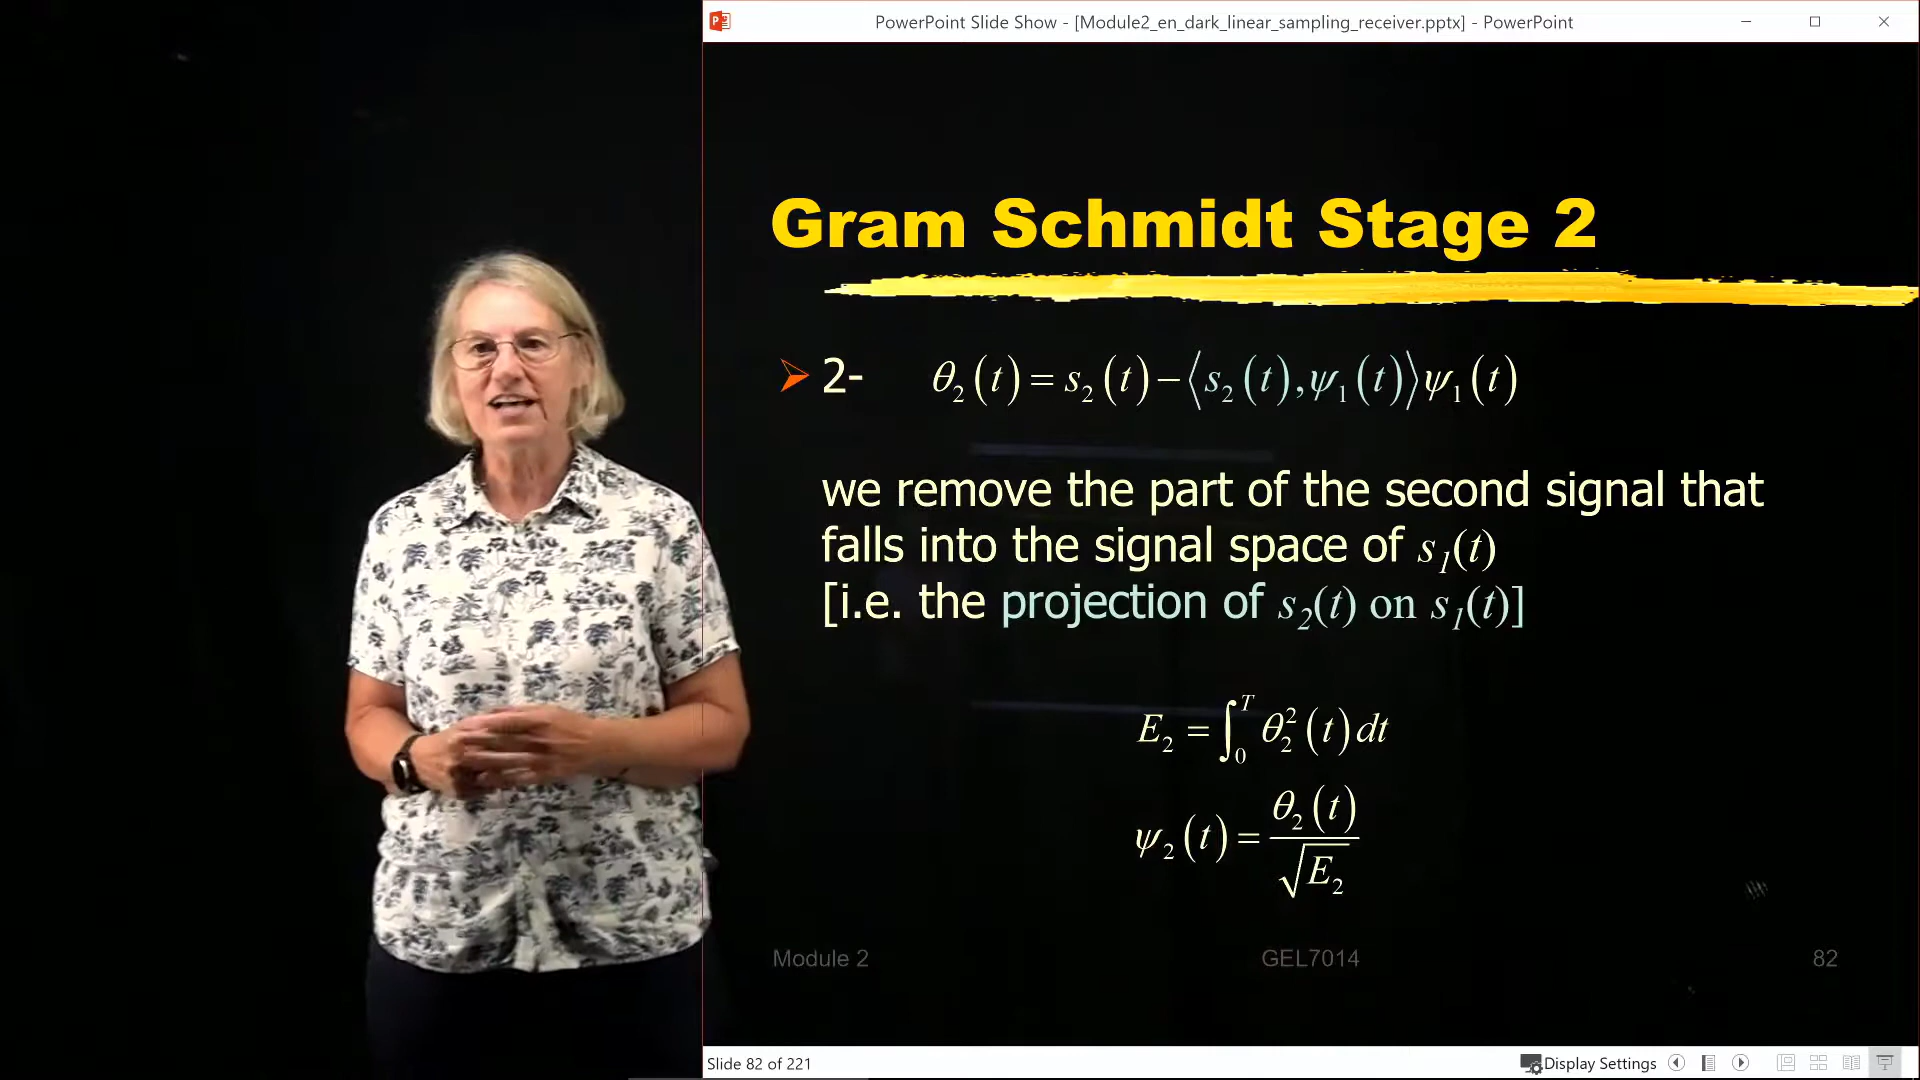 PowerPoint Slide Show - [Module2_en_dark_linear_sampling_receiver.pptx] - PowerPoint
Gram Schmidt Stage 2
2- θ₂(t) = s₂(t) − ⟨s₂(t), ψ₁(t)⟩ψ₁(t)
we remove the part of the second signal that
falls into the signal space of s₁(t)
[i.e. the projection of s₂(t) on s₁(t)]
E₂ = ∫₀ᵀ θ₂²(t) dt
ψ₂(t) = θ₂(t) / √E₂
Module 2 GEL7014 82
Slide 82 of 221 Display Settings